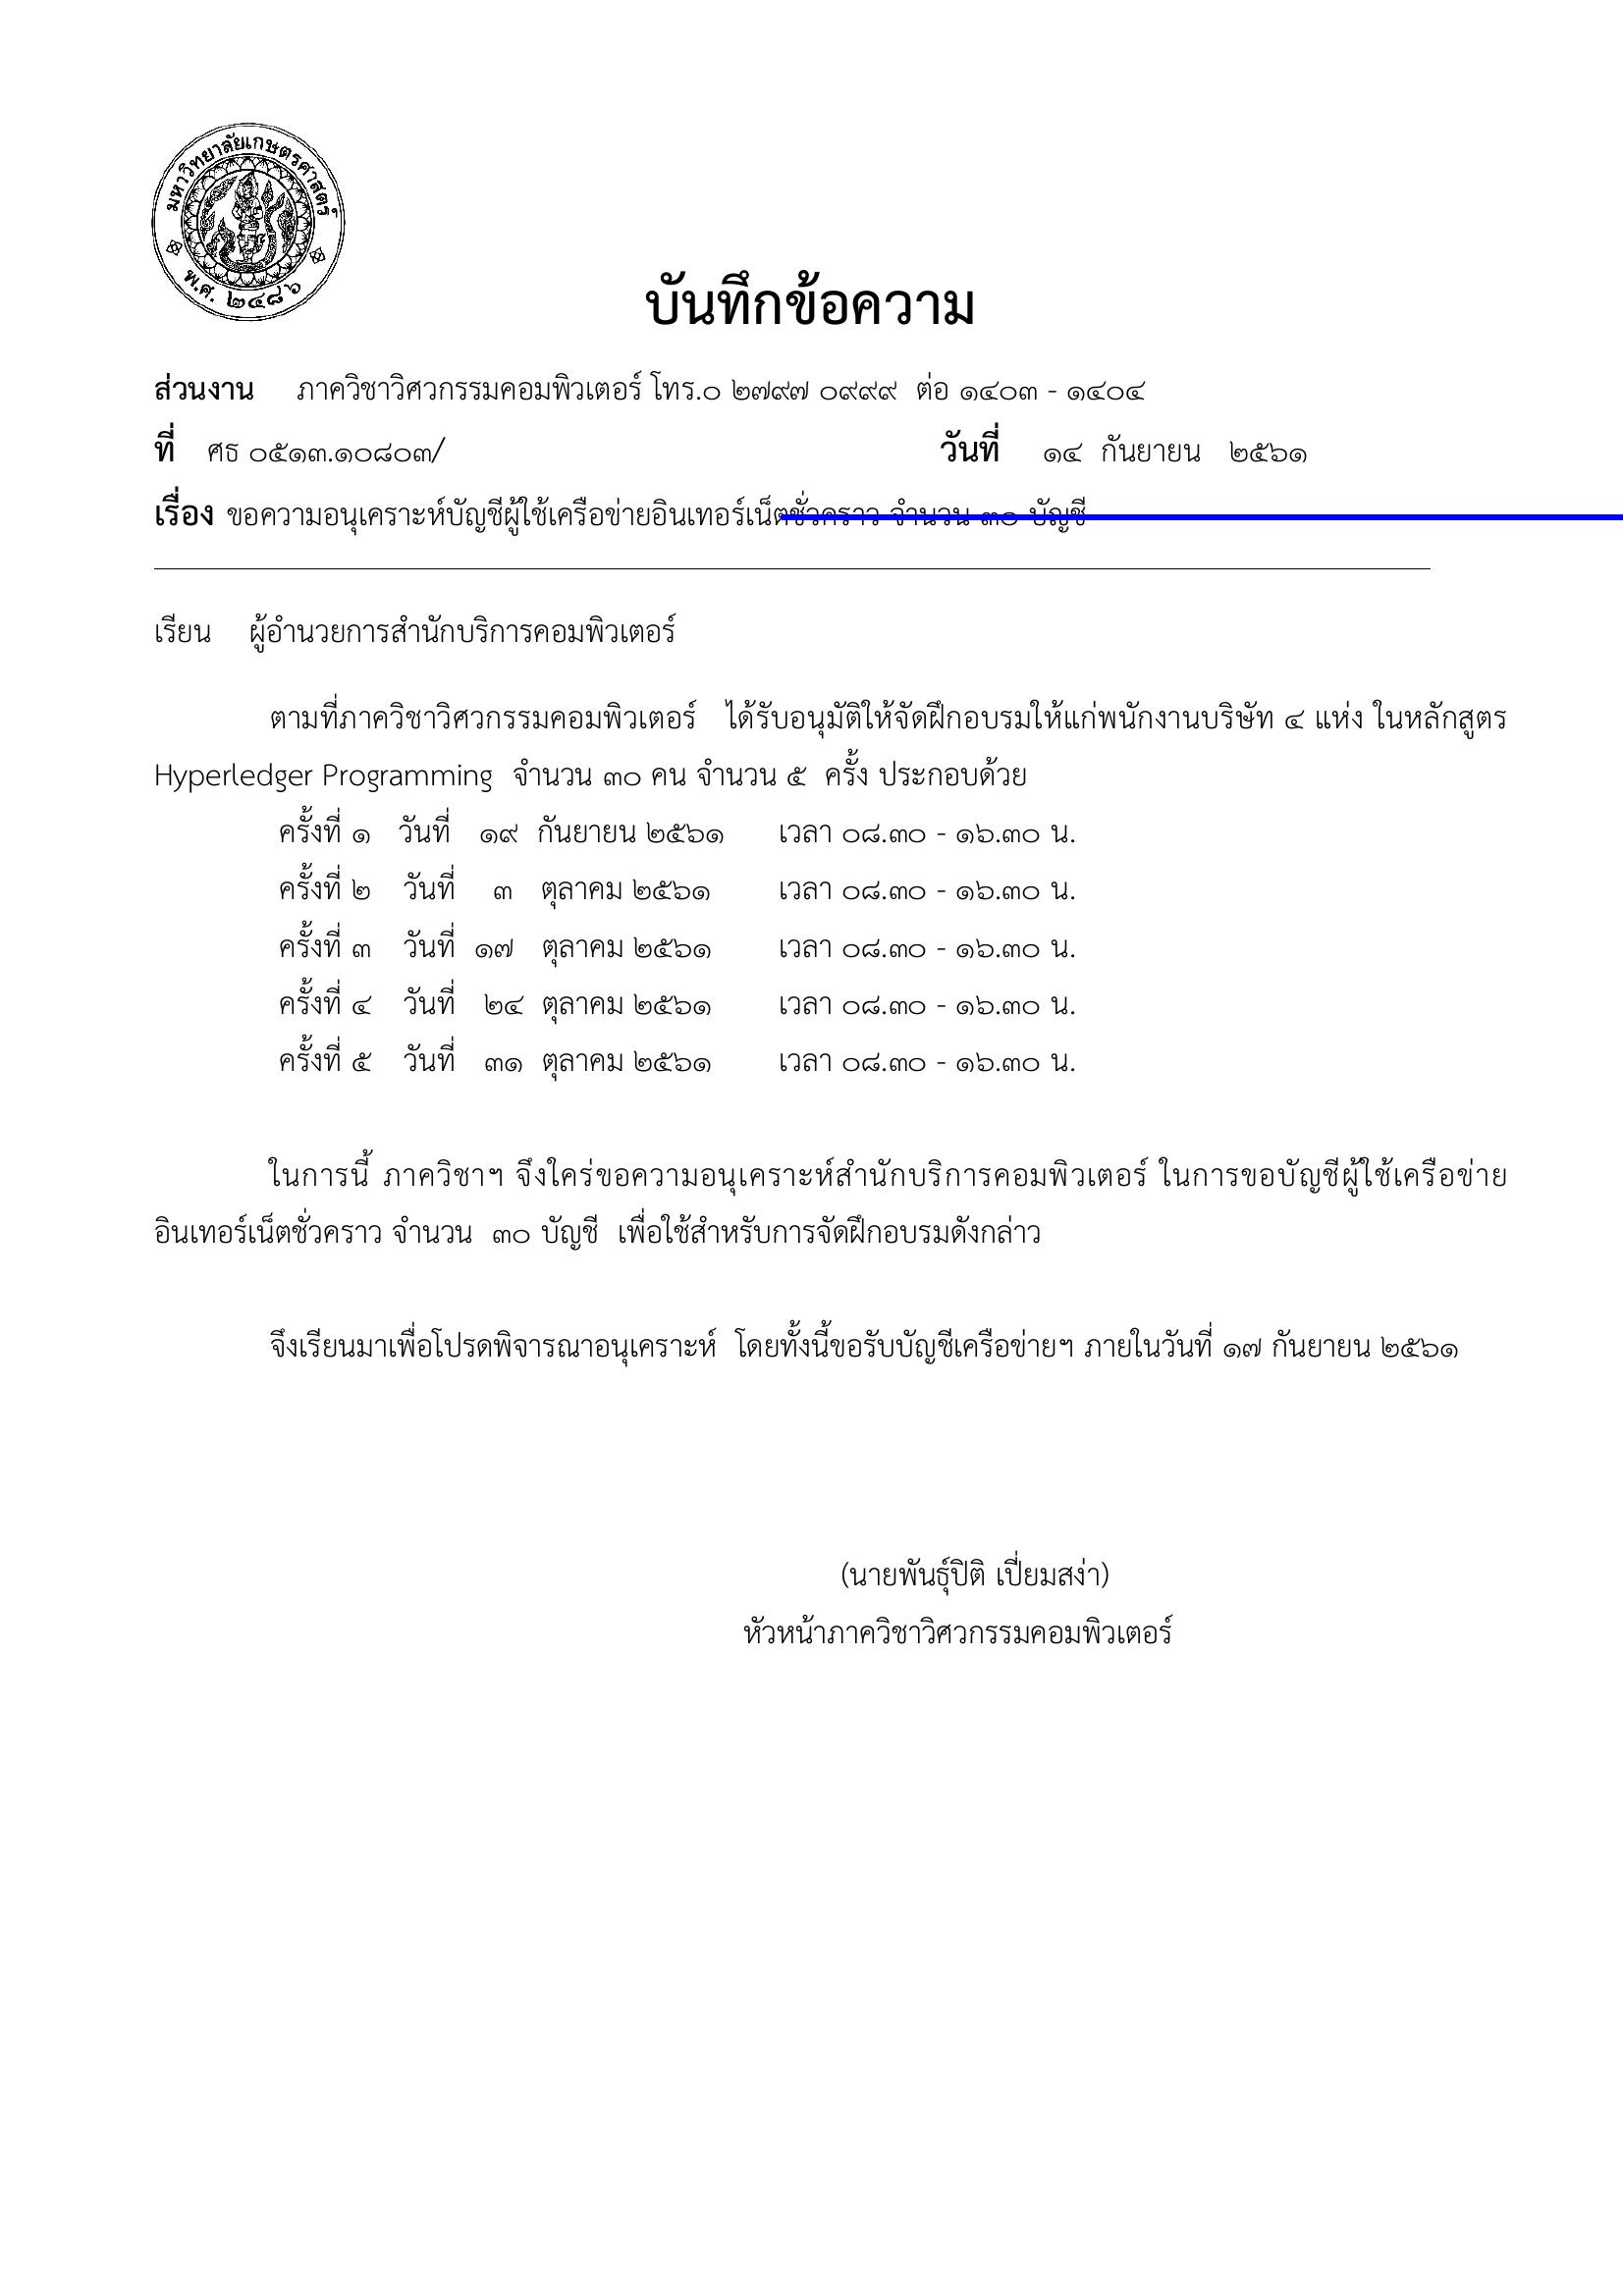 มหาวิทยาลัยเกษตรศาสตร์
พ.ศ. ๒๔๘๖
บันทึกข้อความ
ส่วนงาน ภาควิชาวิศวกรรมคอมพิวเตอร์ โทร.๐ ๒๗๙๗ ๐๙๙๙ ต่อ ๑๔๐๓ - ๑๔๐๔
ที่ ศธ ๐๕๑๓.๑๐๘๐๓/ วันที่ ๑๔ กันยายน ๒๕๖๑
เรื่อง ขอความอนุเคราะห์บัญชีผู้ใช้เครือข่ายอินเทอร์เน็ตชั่วคราว จำนวน ๓๐ บัญชี
เรียน ผู้อำนวยการสำนักบริการคอมพิวเตอร์
ตามที่ภาควิชาวิศวกรรมคอมพิวเตอร์ ได้รับอนุมัติให้จัดฝึกอบรมให้แก่พนักงานบริษัท ๔ แห่ง ในหลักสูตร
Hyperledger Programming จำนวน ๓๐ คน จำนวน ๕ ครั้ง ประกอบด้วย
ครั้งที่ ๑ วันที่ ๑๙ กันยายน ๒๕๖๑ เวลา ๐๘.๓๐ - ๑๖.๓๐ น.
ครั้งที่ ๒ วันที่ ๓ ตุลาคม ๒๕๖๑ เวลา ๐๘.๓๐ - ๑๖.๓๐ น.
ครั้งที่ ๓ วันที่ ๑๗ ตุลาคม ๒๕๖๑ เวลา ๐๘.๓๐ - ๑๖.๓๐ น.
ครั้งที่ ๔ วันที่ ๒๔ ตุลาคม ๒๕๖๑ เวลา ๐๘.๓๐ - ๑๖.๓๐ น.
ครั้งที่ ๕ วันที่ ๓๑ ตุลาคม ๒๕๖๑ เวลา ๐๘.๓๐ - ๑๖.๓๐ น.
ในการนี้ ภาควิชาฯ จึงใคร่ขอความอนุเคราะห์สำนักบริการคอมพิวเตอร์ ในการขอบัญชีผู้ใช้เครือข่าย
อินเทอร์เน็ตชั่วคราว จำนวน ๓๐ บัญชี เพื่อใช้สำหรับการจัดฝึกอบรมดังกล่าว
จึงเรียนมาเพื่อโปรดพิจารณาอนุเคราะห์ โดยทั้งนี้ขอรับบัญชีเครือข่ายฯ ภายในวันที่ ๑๗ กันยายน ๒๕๖๑
(นายพันธุ์ปิติ เปี่ยมสง่า)
หัวหน้าภาควิชาวิศวกรรมคอมพิวเตอร์